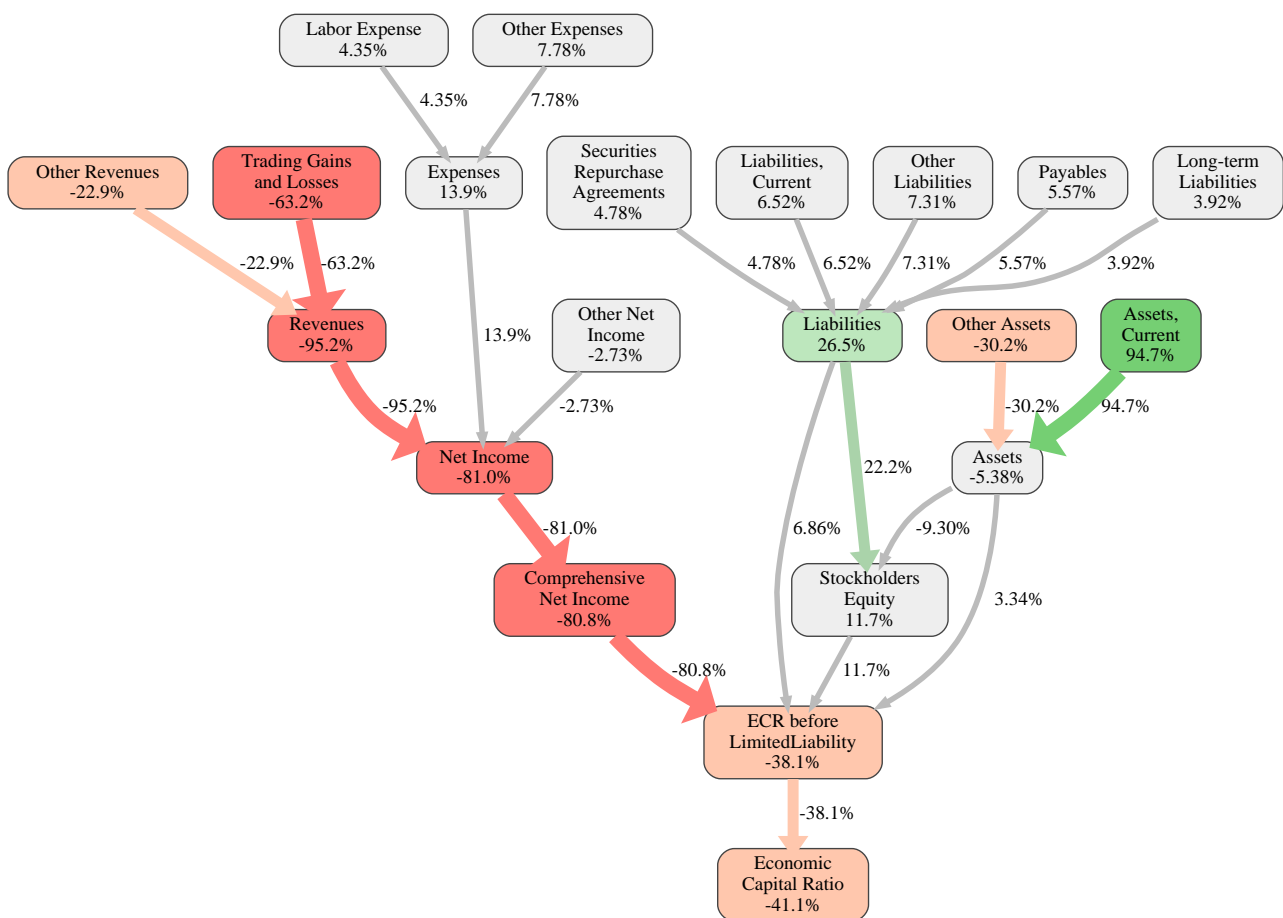 Labor Expense
4.35%
Other Expenses
7.78%
4.35%
7.78%
Other Revenues
-22.9%
Trading Gains
and Losses
-63.2%
Expenses
13.9%
Securities
Repurchase
Agreements
4.78%
Liabilities,
Current
6.52%
Other
Liabilities
7.31%
Payables
5.57%
Long-term
Liabilities
3.92%
-22.9%
-63.2%
4.78%
6.52%
7.31%
5.57%
3.92%
Revenues
-95.2%
13.9%
Other Net
Income
-2.73%
Liabilities
26.5%
Other Assets
-30.2%
Assets,
Current
94.7%
-95.2%
-2.73%
-30.2%
94.7%
Net Income
-81.0%
22.2%
Assets
-5.38%
-81.0%
6.86%
-9.30%
Comprehensive
Net Income
-80.8%
Stockholders
Equity
11.7%
3.34%
-80.8%
11.7%
ECR before
LimitedLiability
-38.1%
-38.1%
Economic
Capital Ratio
-41.1%